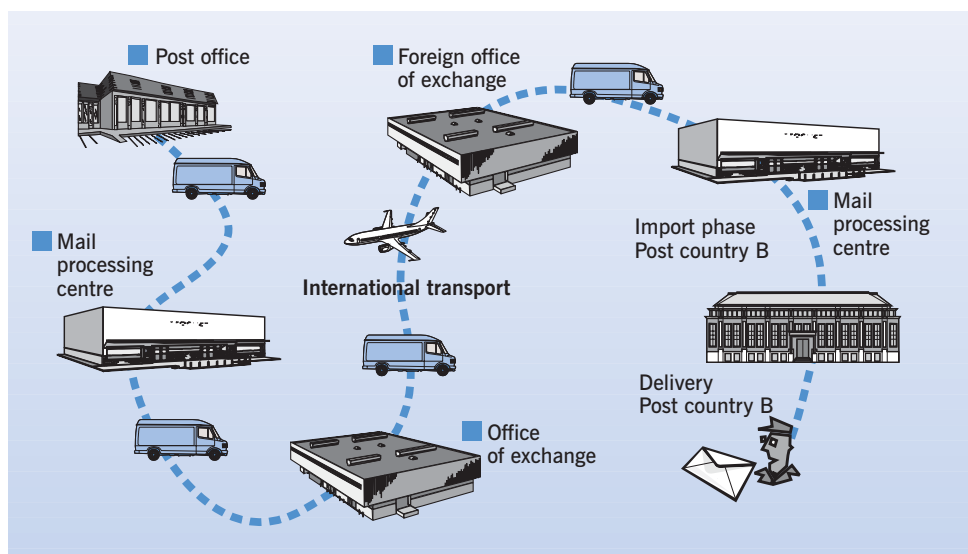 Post office
Mail
processing
centre
Office
of exchange
International transport
Foreign office
of exchange
Mail
processing
centre
Import phase
Post country B
Delivery
Post country B